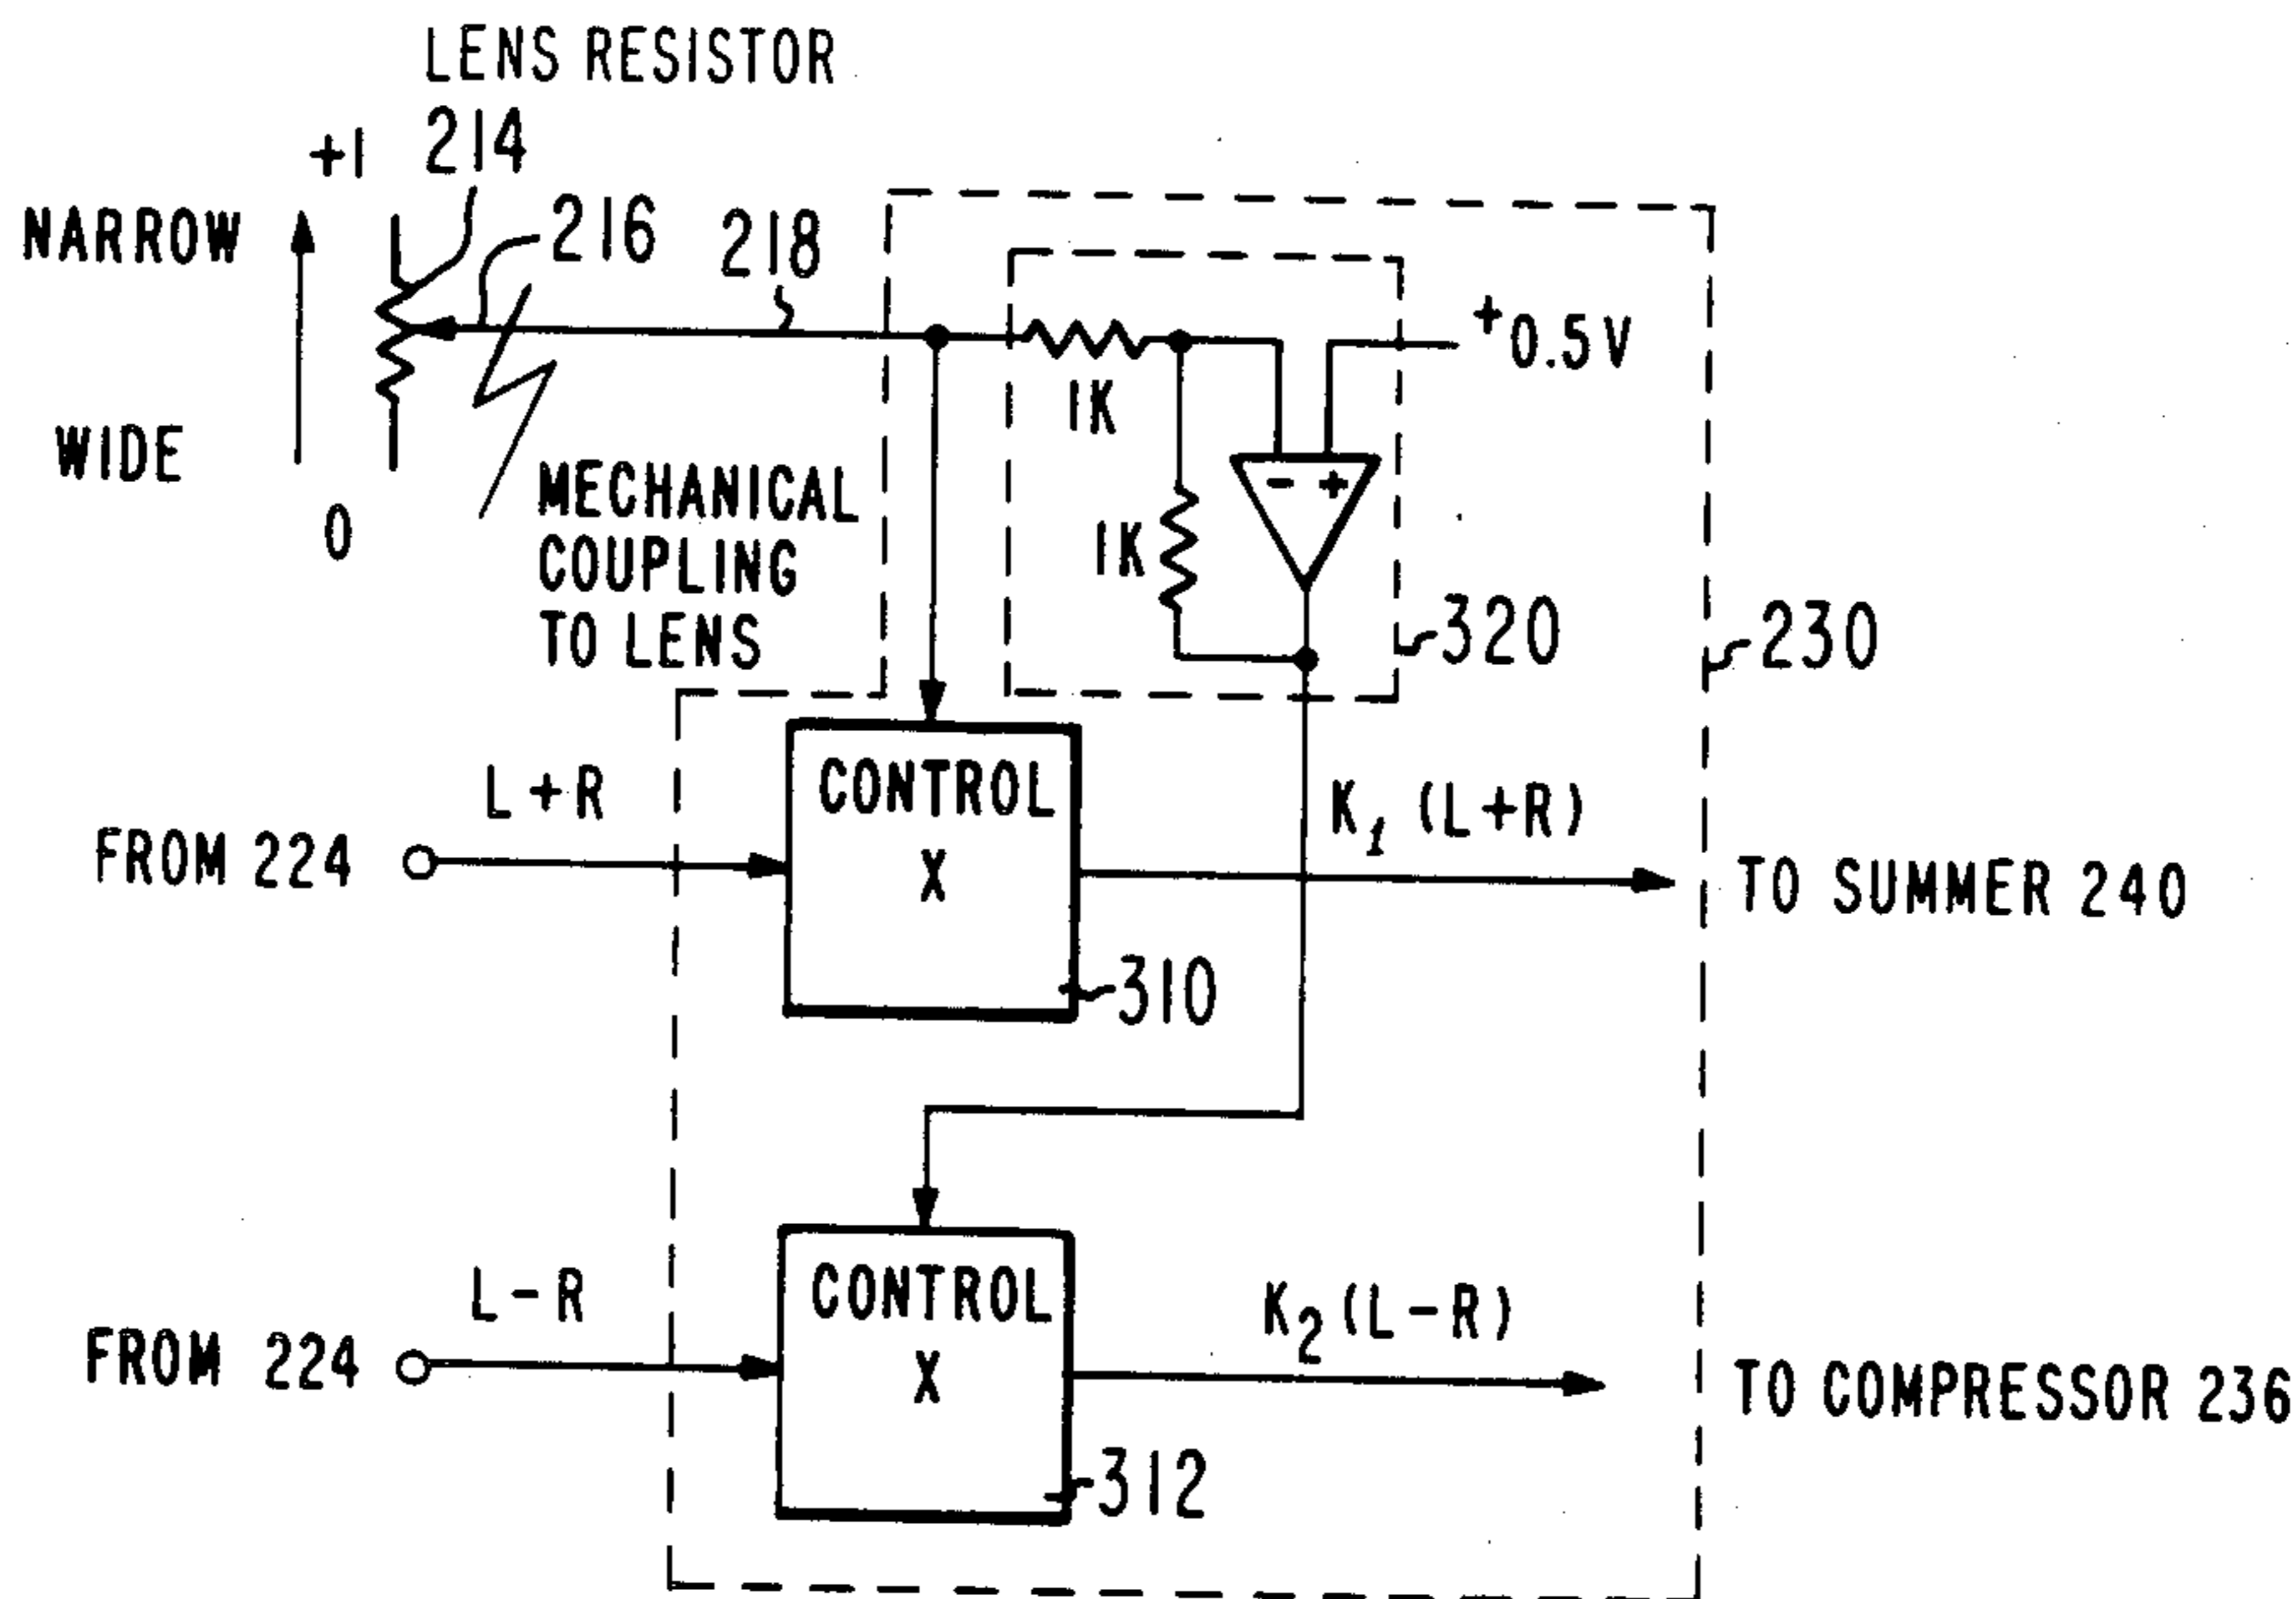 LENS RESISTOR
+1 214
NARROW
216
218
+0.5V
1K
WIDE
0
MECHANICAL
COUPLING
TO LENS
1K
- +
320
230
L+R
CONTROL
X
K1 (L+R)
FROM 224
TO SUMMER 240
310
L-R
CONTROL
X
K2 (L-R)
FROM 224
TO COMPRESSOR 236
312